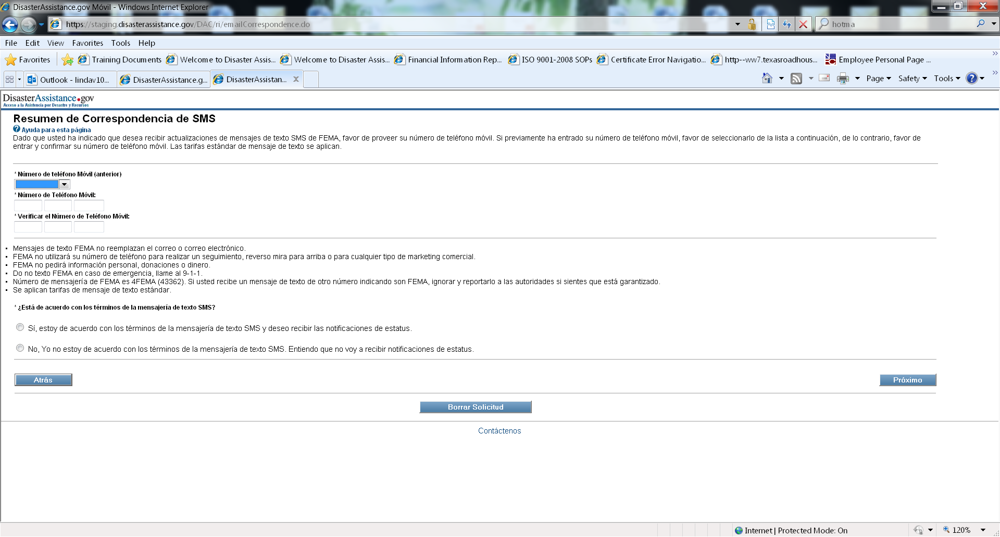 DisasterAssistance.gov Móvil - Windows Internet Explorer
https://staging.disasterassistance.gov/DAC/ri/emailCorrespondence.do
hotma
File Edit View Favorites Tools Help
Favorites Training Documents Welcome to Disaster Assis... Welcome to Disaster Assis... Financial Information Rep... ISO 9001-2008 SOPs Certificate Error Navigatio... http--ww7.texasroadhous... Employee Personal Page ...
Outlook - lindav10... DisasterAssistance.g... DisasterAssistan... Page Safety Tools
DisasterAssistance.gov
Acceso a la Asistencia por Desastre y Recursos
Resumen de Correspondencia de SMS
Ayuda para esta página
Dado que usted ha indicado que desea recibir actualizaciones de mensajes de texto SMS de FEMA, favor de proveer su número de teléfono móvil. Si previamente ha entrado su número de teléfono móvil, favor de seleccionarlo de la lista a continuación, de lo contrario, favor de
entrar y confirmar su número de teléfono móvil. Las tarifas estándar de mensaje de texto se aplican.
* Número de teléfono Móvil (anterior)
* Número de Teléfono Móvil:
* Verificar el Número de Teléfono Móvil:
• Mensajes de texto FEMA no reemplazan el correo o correo electrónico.
• FEMA no utilizará su número de teléfono para realizar un seguimiento, reverso mira para arriba o para cualquier tipo de marketing comercial.
• FEMA no pedirá información personal, donaciones o dinero.
• Do no texto FEMA en caso de emergencia, llame al 9-1-1.
• Número de mensajería de FEMA es 4FEMA (43362). Si usted recibe un mensaje de texto de otro número indicando son FEMA, ignorar y reportarlo a las autoridades si sientes que está garantizado.
• Se aplican tarifas de mensaje de texto estándar.
* ¿Está de acuerdo con los términos de la mensajería de texto SMS?
Sí, estoy de acuerdo con los términos de la mensajería de texto SMS y deseo recibir las notificaciones de estatus.
No, Yo no estoy de acuerdo con los términos de la mensajería de texto SMS. Entiendo que no voy a recibir notificaciones de estatus.
Atrás Próximo
Borrar Solicitud
Contáctenos
Internet | Protected Mode: On 120%